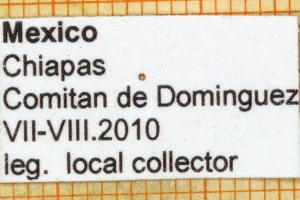 Mexico
Chiapas
Comitan de Dominguez
VII-VIII.2010
leg. local collector